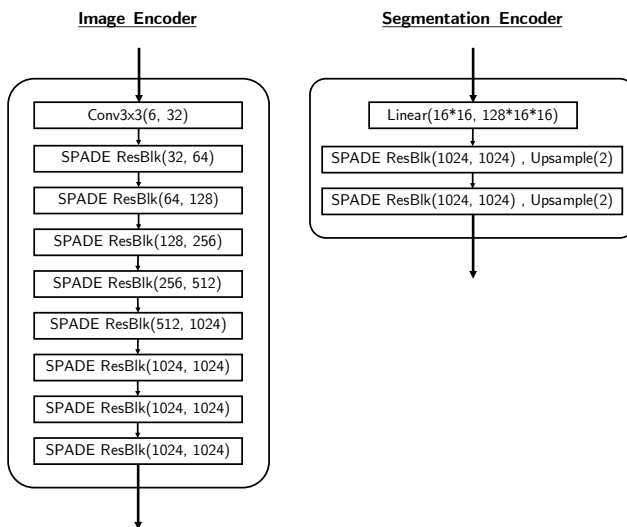 Image Encoder
Conv3x3(6, 32)
SPADE ResBlk(32, 64)
SPADE ResBlk(64, 128)
SPADE ResBlk(128, 256)
SPADE ResBlk(256, 512)
SPADE ResBlk(512, 1024)
SPADE ResBlk(1024, 1024)
SPADE ResBlk(1024, 1024)
SPADE ResBlk(1024, 1024)
Segmentation Encoder
Linear(16*16, 128*16*16)
SPADE ResBlk(1024, 1024) , Upsample(2)
SPADE ResBlk(1024, 1024) , Upsample(2)